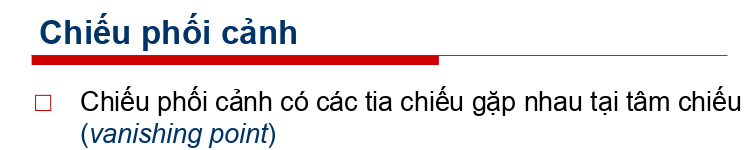 Chiếu phối cảnh
Chiếu phối cảnh có các tia chiếu gặp nhau tại tâm chiếu
(vanishing point)